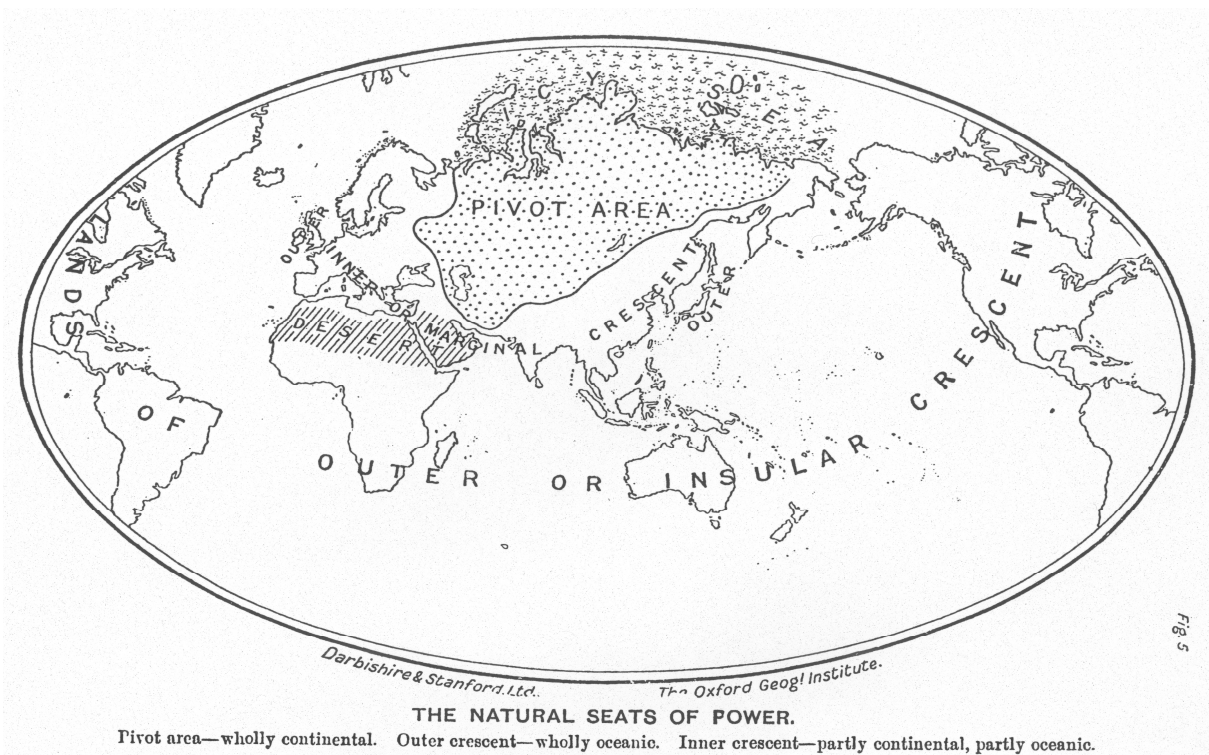 ICY SEA
PIVOT AREA
LANDS
OF
OUTER
INNER OR MARGINAL
CRESCENT
OUTER
DESERT
OUTER OR INSULAR CRESCENT
Darbishire & Stanford, Ltd.
The Oxford Geogl. Institute.
Fig. 5
THE NATURAL SEATS OF POWER.
Pivot area—wholly continental. Outer crescent—wholly oceanic. Inner crescent—partly continental, partly oceanic.